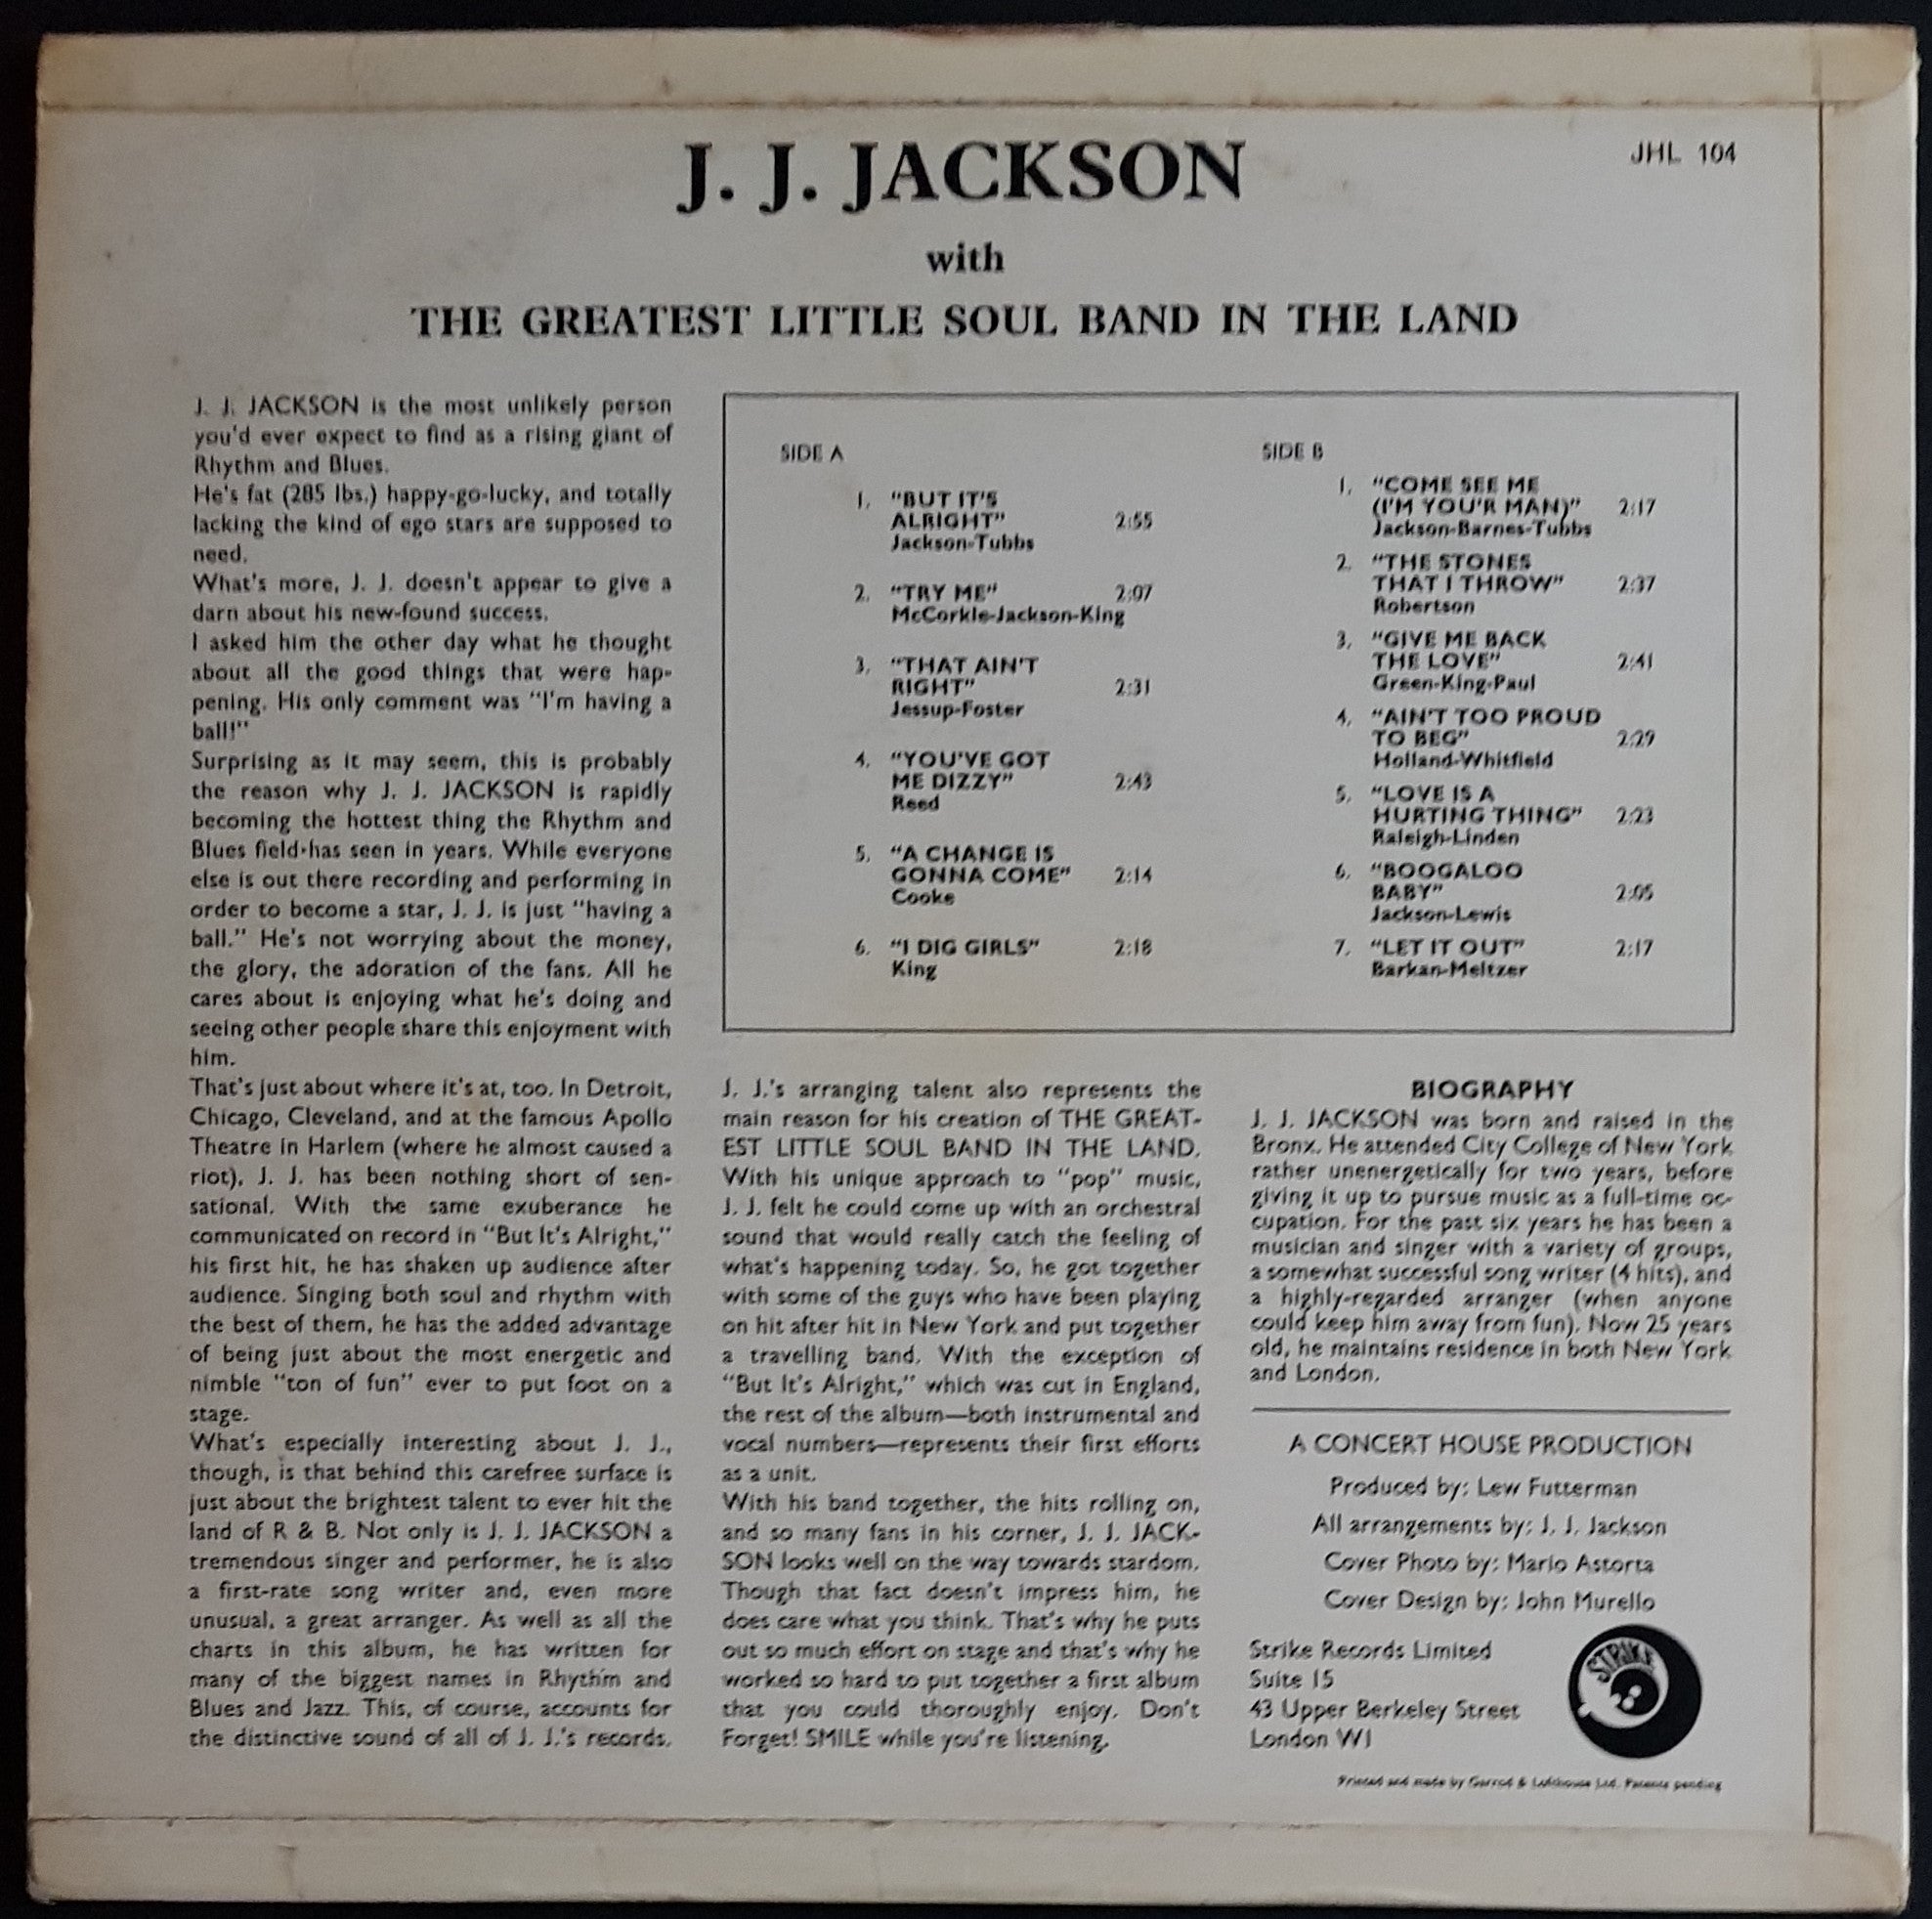 J. J. JACKSON
JHL 104
with
THE GREATEST LITTLE SOUL BAND IN THE LAND
J. J. JACKSON is the most unlikely person
you'd ever expect to find as a rising giant of
Rhythm and Blues.
He's fat (285 lbs.) happy-go-lucky, and totally
lacking the kind of ego stars are supposed to
need.
What's more, J. J. doesn't appear to give a
darn about his new-found success.
I asked him the other day what he thought
about all the good things that were hap-
pening. His only comment was "I'm having a
ball!"
Surprising as it may seem, this is probably
the reason why J. J. JACKSON is rapidly
becoming the hottest thing the Rhythm and
Blues field has seen in years. While everyone
else is out there recording and performing in
order to become a star, J. J. is just "having a
ball." He's not worrying about the money,
the glory, the adoration of the fans. All he
cares about is enjoying what he's doing and
seeing other people share this enjoyment with
him.
That's just about where it's at, too. In Detroit,
Chicago, Cleveland, and at the famous Apollo
Theatre in Harlem (where he almost caused a
riot), J. J. has been nothing short of sen-
sational. With the same exuberance he
communicated on record in "But It's Alright,"
his first hit, he has shaken up audience after
audience. Singing both soul and rhythm with
the best of them, he has the added advantage
of being just about the most energetic and
nimble "ton of fun" ever to put foot on a
stage.
What's especially interesting about J. J.,
though, is that behind this carefree surface is
just about the brightest talent to ever hit the
land of R & B. Not only is J. J. JACKSON a
tremendous singer and performer, he is also
a first-rate song writer and, even more
unusual, a great arranger. As well as all the
charts in this album, he has written for
many of the biggest names in Rhythm and
Blues and Jazz. This, of course, accounts for
the distinctive sound of all of J. J.'s records.
SIDE A
1. "BUT IT'S
ALRIGHT" 2:55
Jackson-Tubbs
2. "TRY ME" 2:07
McCorkle-Jackson-King
3. "THAT AIN'T
RIGHT" 2:31
Jessup-Foster
4. "YOU'VE GOT
ME DIZZY" 2:43
Reed
5. "A CHANGE IS
GONNA COME" 2:14
Cooke
6. "I DIG GIRLS" 2:18
King
SIDE B
1. "COME SEE ME
(I'M YOU'R MAN)" 2:17
Jackson-Barnes-Tubbs
2. "THE STONES
THAT I THROW" 2:37
Robertson
3. "GIVE ME BACK
THE LOVE" 2:41
Green-King-Paul
4. "AIN'T TOO PROUD
TO BEG" 2:29
Holland-Whitfield
5. "LOVE IS A
HURTING THING" 2:23
Raleigh-Linden
6. "BOOGALOO
BABY" 2:05
Jackson-Lewis
7. "LET IT OUT" 2:17
Barkan-Meltzer
J. J.'s arranging talent also represents the
main reason for his creation of THE GREAT-
EST LITTLE SOUL BAND IN THE LAND.
With his unique approach to "pop" music,
J. J. felt he could come up with an orchestral
sound that would really catch the feeling of
what's happening today. So, he got together
with some of the guys who have been playing
on hit after hit in New York and put together
a travelling band. With the exception of
"But It's Alright," which was cut in England,
the rest of the album—both instrumental and
vocal numbers—represents their first efforts
as a unit.
With his band together, the hits rolling on,
and so many fans in his corner, J. J. JACK-
SON looks well on the way towards stardom.
Though that fact doesn't impress him, he
does care what you think. That's why he puts
out so much effort on stage and that's why he
worked so hard to put together a first album
that you could thoroughly enjoy. Don't
Forget! SMILE while you're listening.
BIOGRAPHY
J. J. JACKSON was born and raised in the
Bronx. He attended City College of New York
rather unenergetically for two years, before
giving it up to pursue music as a full-time oc-
cupation. For the past six years he has been a
musician and singer with a variety of groups,
a somewhat successful song writer (4 hits), and
a highly-regarded arranger (when anyone
could keep him away from fun). Now 25 years
old, he maintains residence in both New York
and London.
A CONCERT HOUSE PRODUCTION
Produced by: Lew Futterman
All arrangements by: J. J. Jackson
Cover Photo by: Mario Astorta
Cover Design by: John Murello
Strike Records Limited
Suite 15
43 Upper Berkeley Street
London W1
STRIKE
Printed and made by Garrod & Lofthouse Ltd. Patents pending